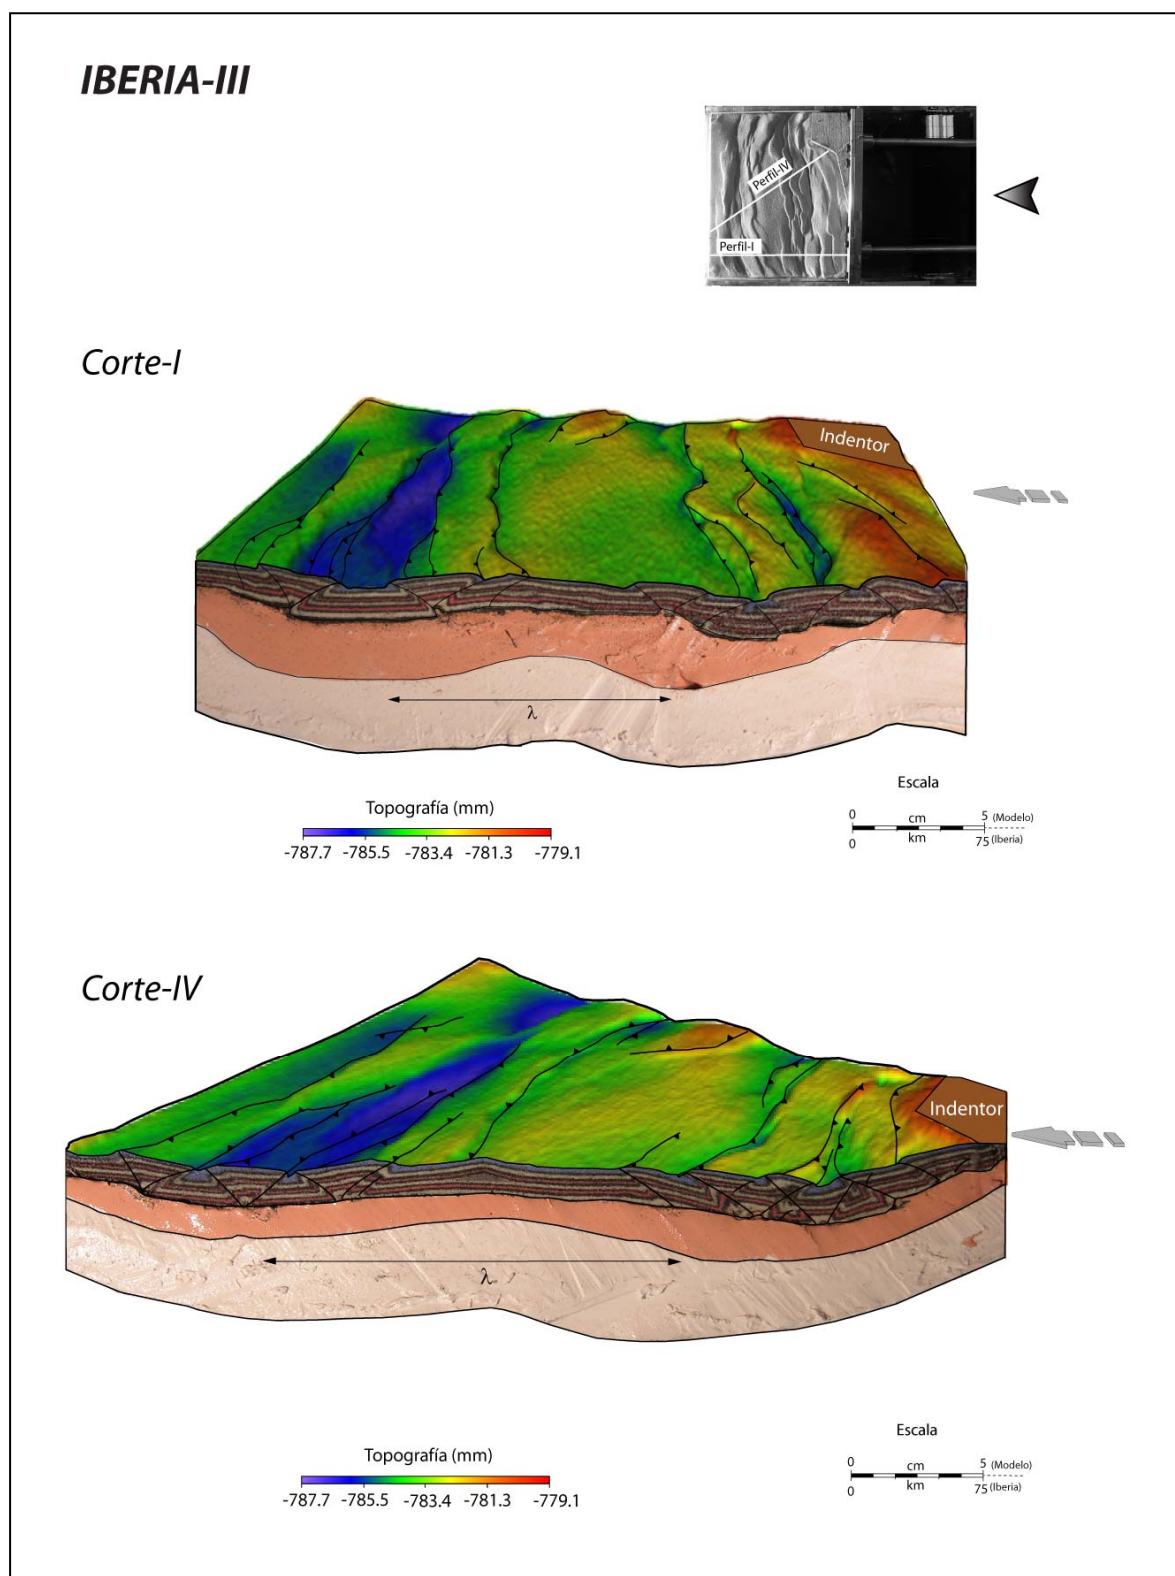 IBERIA-III
Perfil-IV
Perfil-I
Corte-I
Indentor
λ
Topografía (mm)
-787.7 -785.5 -783.4 -781.3 -779.1
Escala
0 cm 5 (Modelo)
0 km 75 (Iberia)
Corte-IV
Indentor
λ
Topografía (mm)
-787.7 -785.5 -783.4 -781.3 -779.1
Escala
0 cm 5 (Modelo)
0 km 75 (Iberia)